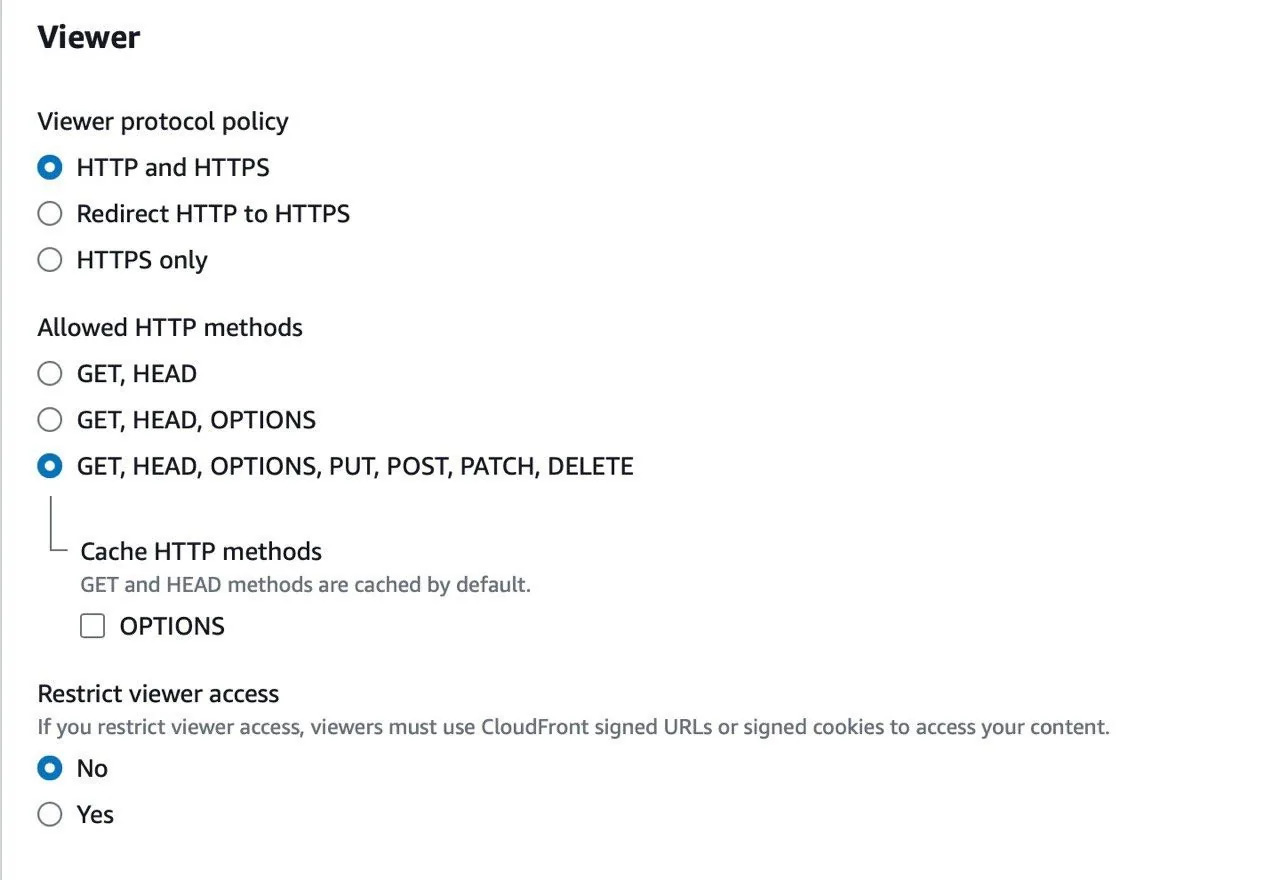 Viewer
Viewer protocol policy
HTTP and HTTPS
Redirect HTTP to HTTPS
HTTPS only
Allowed HTTP methods
GET, HEAD
GET, HEAD, OPTIONS
GET, HEAD, OPTIONS, PUT, POST, PATCH, DELETE
Cache HTTP methods
GET and HEAD methods are cached by default.
OPTIONS
Restrict viewer access
If you restrict viewer access, viewers must use CloudFront signed URLs or signed cookies to access your content.
No
Yes